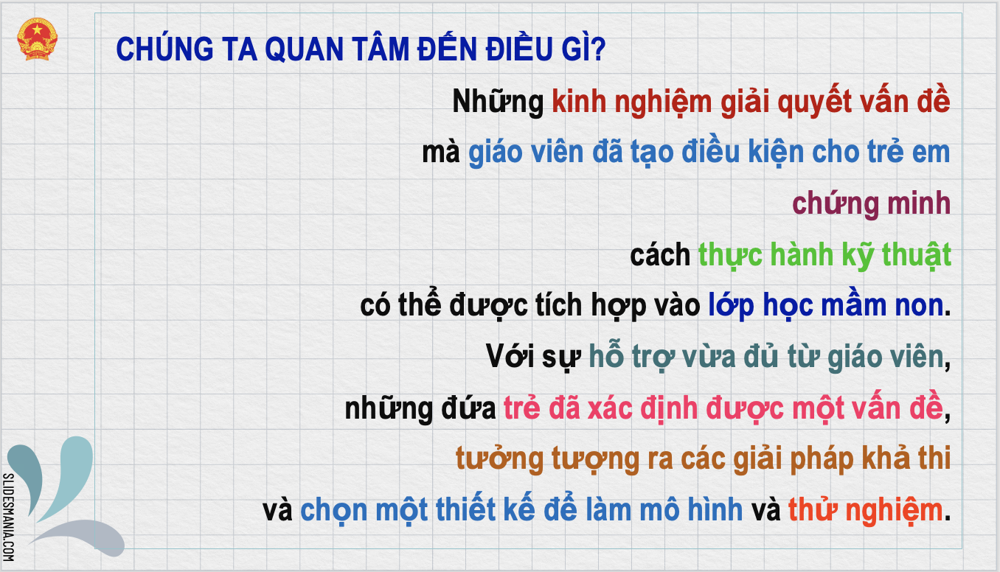 CHÚNG TA QUAN TÂM ĐẾN ĐIỀU GÌ?
Những kinh nghiệm giải quyết vấn đề
mà giáo viên đã tạo điều kiện cho trẻ em
chứng minh
cách thực hành kỹ thuật
có thể được tích hợp vào lớp học mầm non.
Với sự hỗ trợ vừa đủ từ giáo viên,
những đứa trẻ đã xác định được một vấn đề,
tưởng tượng ra các giải pháp khả thi
và chọn một thiết kế để làm mô hình và thử nghiệm.
SLIDESMANIA.COM